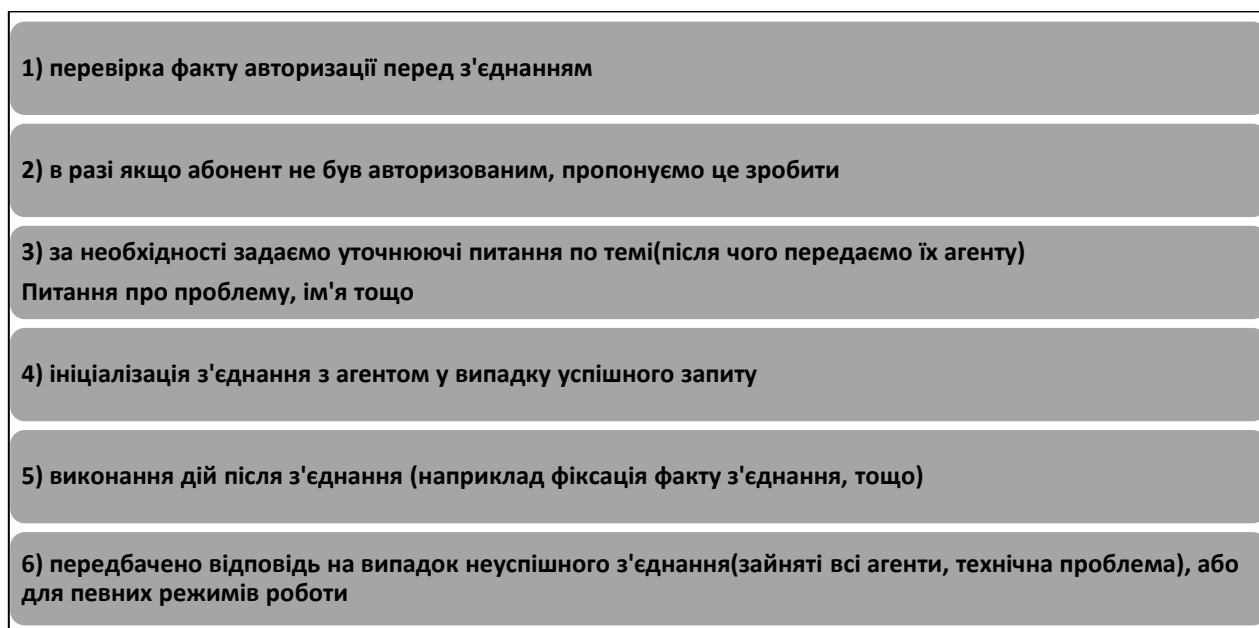 1) перевірка факту авторизації перед з'єднанням
2) в разі якщо абонент не був авторизованим, пропонуємо це зробити
3) за необхідності задаємо уточнюючі питання по темі(після чого передаємо їх агенту)
Питання про проблему, ім'я тощо
4) ініціалізація з'єднання з агентом у випадку успішного запиту
5) виконання дій після з'єднання (наприклад фіксація факту з'єднання, тощо)
6) передбачено відповідь на випадок неуспішного з'єднання(зайняті всі агенти, технічна проблема), або
для певних режимів роботи